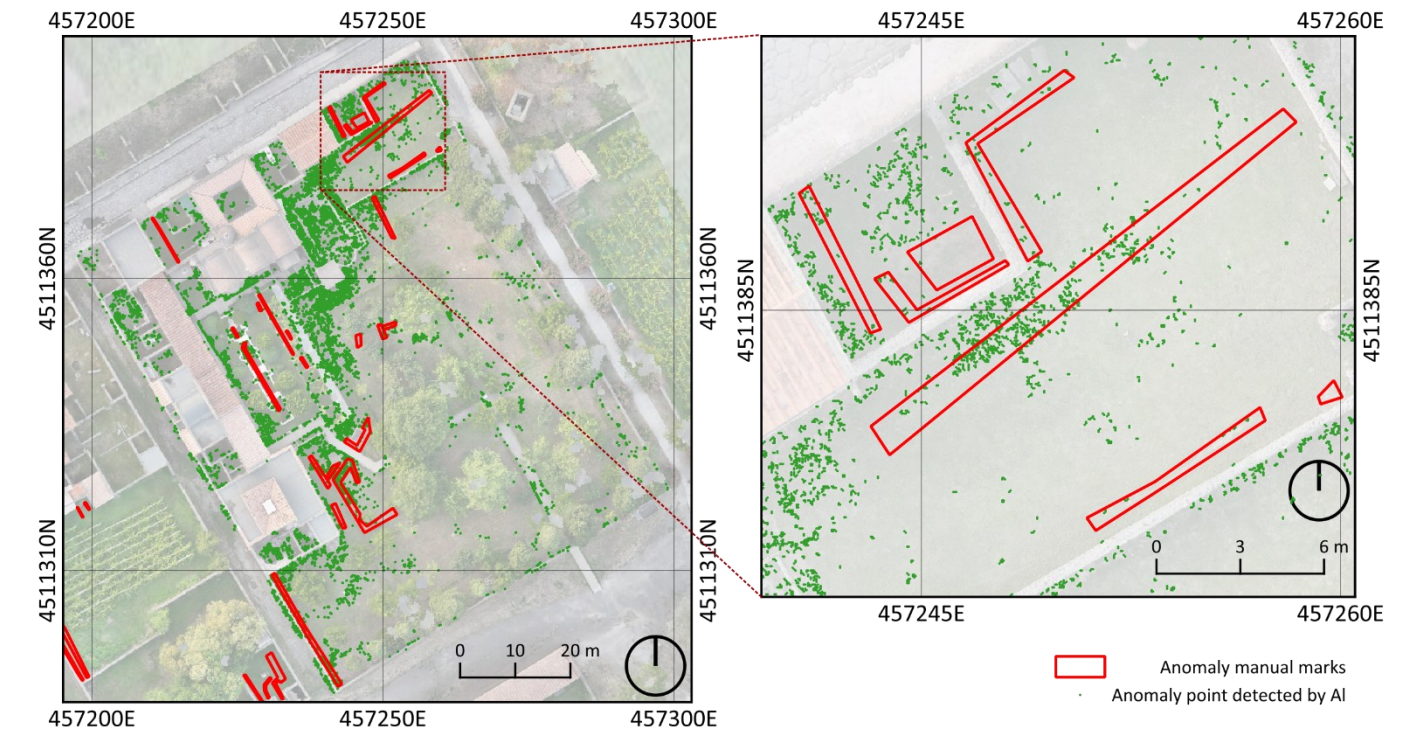 457200E 457250E 457300E
457245E 457260E
4511360N
4511310N
4511360N
4511310N
4511385N
4511385N
0 10 20 m
0 3 6 m
457200E 457250E 457300E
457245E 457260E
Anomaly manual marks
Anomaly point detected by AI